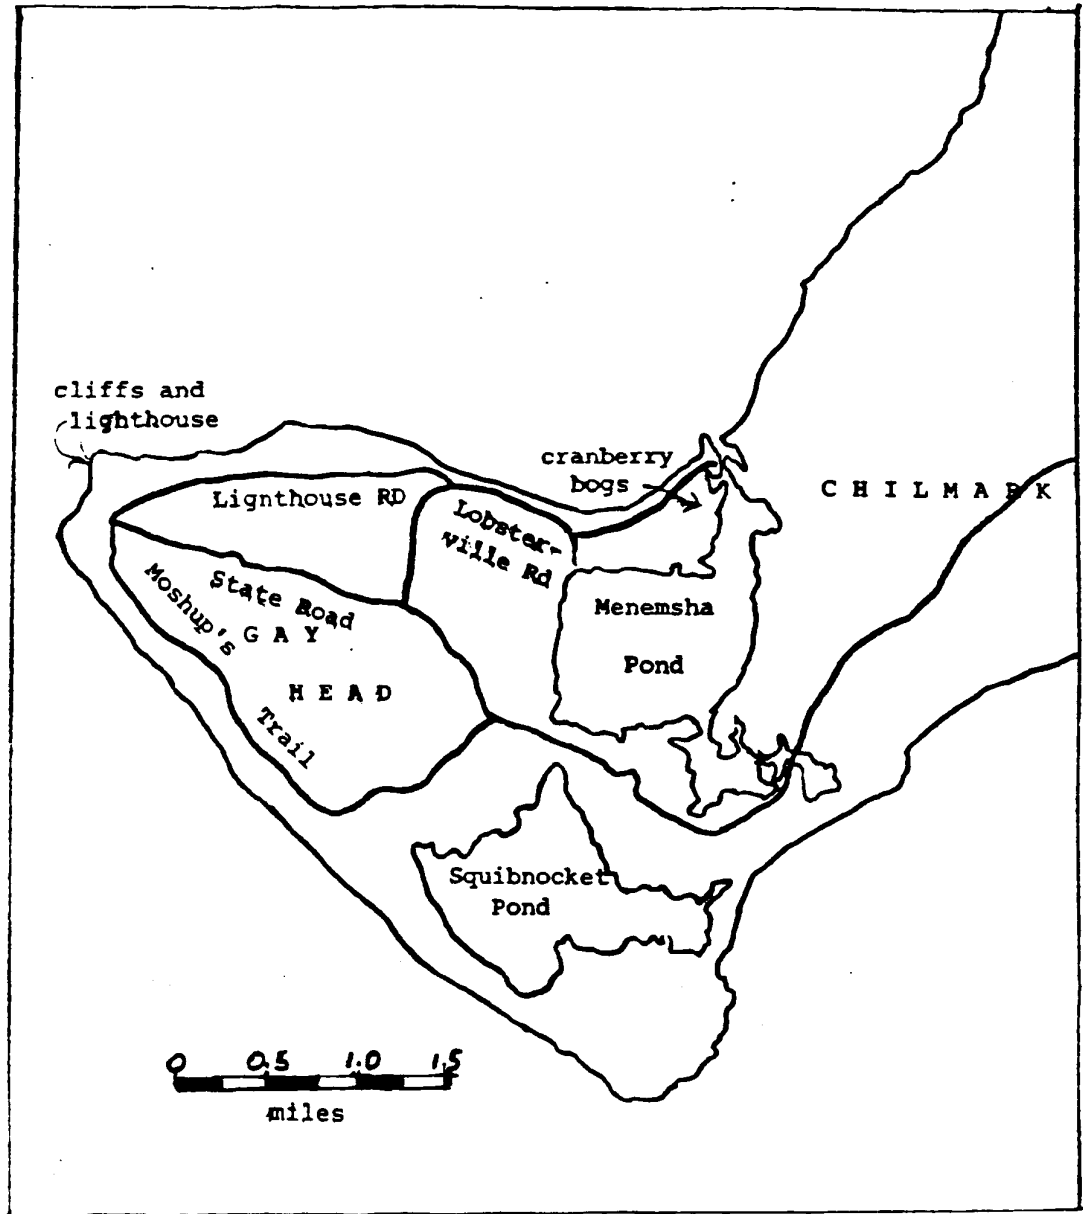 cliffs and
lighthouse
cranberry
bogs
CHILMARK
Lignthouse RD
Lobster-
ville Rd
State Road
Moshup's
Trail
GAY
HEAD
Menemsha
Pond
Squibnocket
Pond
0 0.5 1.0 1.5
miles